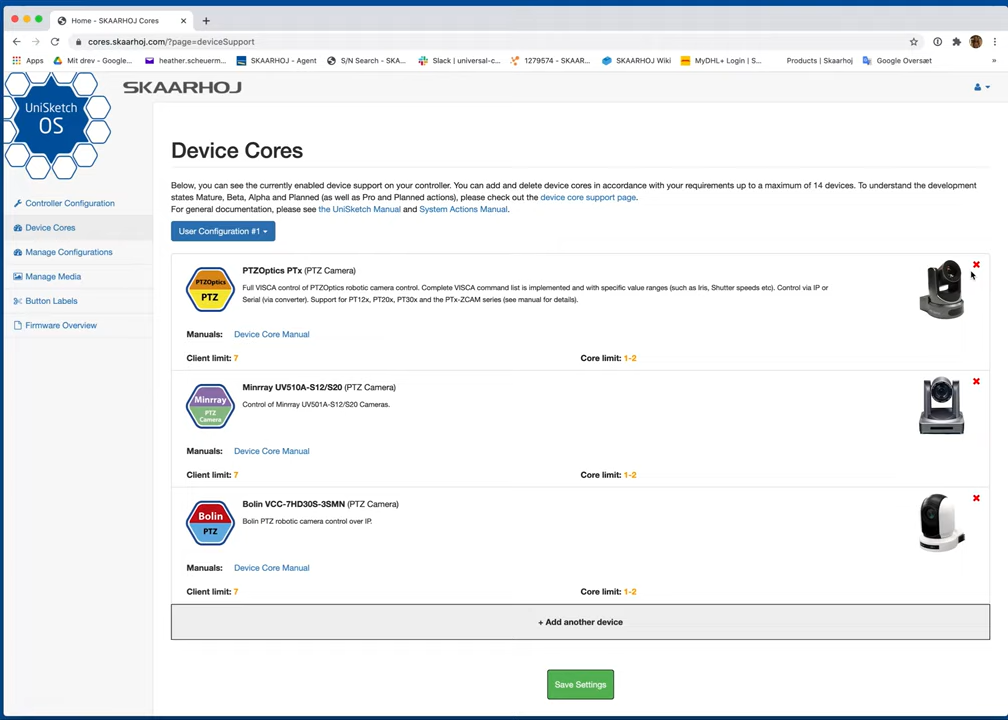 Home - SKAARHOJ Cores
cores.skaarhoj.com/?page=deviceSupport
Apps Mit drev - Google... heather.scheuerm... SKAARHOJ - Agent S/N Search - SKA... Slack | universal-c... 1279574 - SKAAR... SKAARHOJ Wiki MyDHL+ Login | S... Products | Skaarhoj Google Oversæt »
UniSketch
OS
SKAARHOJ
Controller Configuration
Device Cores
Manage Configurations
Manage Media
Button Labels
Firmware Overview
Device Cores
Below, you can see the currently enabled device support on your controller. You can add and delete device cores in accordance with your requirements up to a maximum of 14 devices. To understand the development
states Mature, Beta, Alpha and Planned (as well as Pro and Planned actions), please check out the device core support page.
For general documentation, please see the UniSketch Manual and System Actions Manual.
User Configuration #1
PTZOptics
PTZ
PTZOptics PTx (PTZ Camera)
Full VISCA control of PTZOptics robotic camera control. Complete VISCA command list is implemented and with specific value ranges (such as Iris, Shutter speeds etc). Control via IP or
Serial (via converter). Support for PT12x, PT20x, PT30x and the PTx-ZCAM series (see manual for details).
Manuals: Device Core Manual
Client limit: 7 Core limit: 1-2
Minrray
PTZ
Camera
Minrray UV510A-S12/S20 (PTZ Camera)
Control of Minrray UV501A-S12/S20 Cameras.
Manuals: Device Core Manual
Client limit: 7 Core limit: 1-2
Bolin
PTZ
Bolin VCC-7HD30S-3SMN (PTZ Camera)
Bolin PTZ robotic camera control over IP.
Manuals: Device Core Manual
Client limit: 7 Core limit: 1-2
+ Add another device
Save Settings